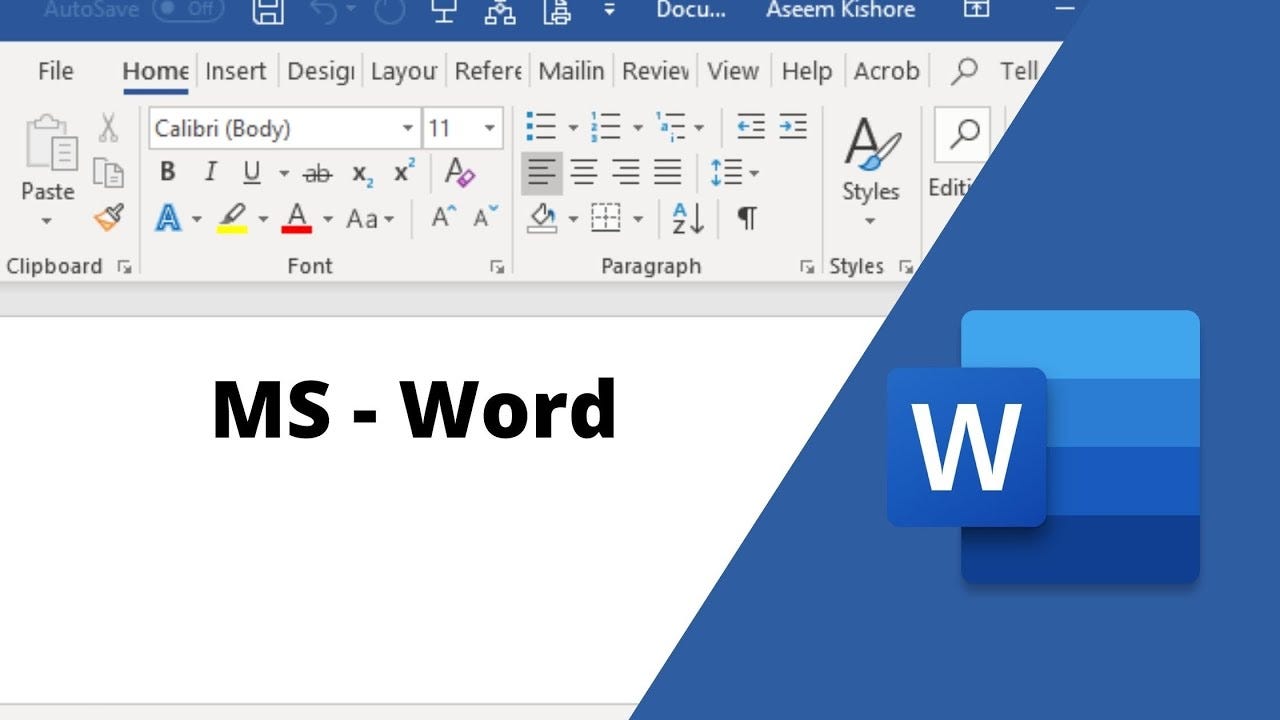 AutoSave Off Docu... Aseem Kishore
File Home Insert Desigi Layour Refere Mailin Reviev View Help Acrob Tell
Calibri (Body) 11
Paste B I U ab x₂ x² A Styles Editi
A A Aa A A A Z ¶
Clipboard Font Paragraph Styles
MS - Word
W